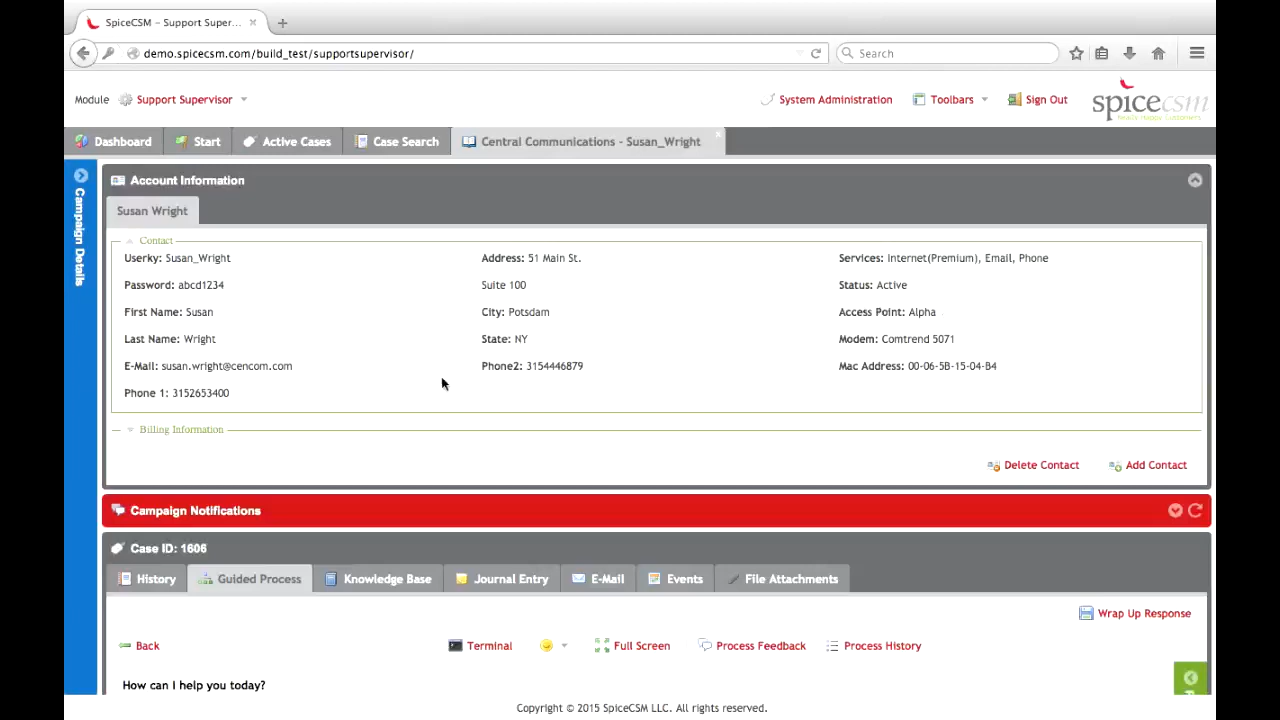 SpiceCSM – Support Super...
demo.spicecsm.com/build_test/supportsupervisor/
Search
Module Support Supervisor
System Administration Toolbars Sign Out
spicecsm
Dashboard Start Active Cases Case Search Central Communications - Susan_Wright
Campaign Details
Account Information
Susan Wright
Contact
Userky: Susan_Wright Address: 51 Main St. Services: Internet(Premium), Email, Phone
Password: abcd1234 Suite 100 Status: Active
First Name: Susan City: Potsdam Access Point: Alpha
Last Name: Wright State: NY Modem: Comtrend 5071
E-Mail: susan.wright@cencom.com Phone2: 3154446879 Mac Address: 00-06-5B-15-04-B4
Phone 1: 3152653400
Billing Information
Delete Contact Add Contact
Campaign Notifications
Case ID: 1606
History Guided Process Knowledge Base Journal Entry E-Mail Events File Attachments
Wrap Up Response
Back Terminal Full Screen Process Feedback Process History
How can I help you today?
Copyright © 2015 SpiceCSM LLC. All rights reserved.